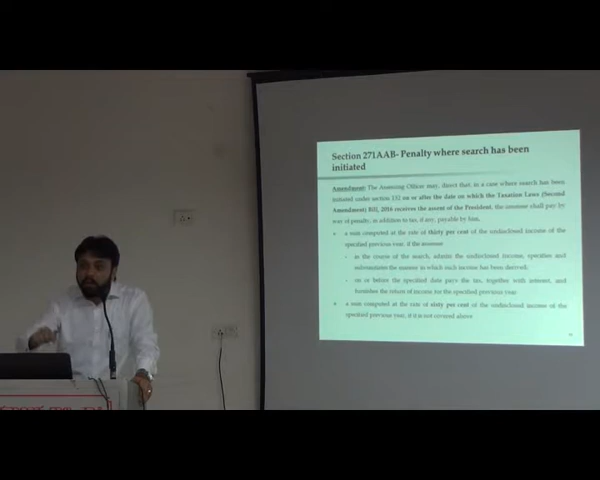 Section 271AAB- Penalty where search has been
initiated
Amendment: The Assessing Officer may, direct that, in a case where search has been
initiated under section 132 on or after the date on which the Taxation Laws (Second
Amendment) Bill, 2016 receives the assent of the President, the assessee shall pay by
way of penalty, in addition to tax, if any, payable by him,
a sum computed at the rate of thirty per cent of the undisclosed income of the
specified previous year, if the assessee
in the course of the search, admits the undisclosed income, specifies and
substantiates the manner in which such income has been derived;
on or before the specified date pays the tax, together with interest, and
furnishes the return of income for the specified previous year
a sum computed at the rate of sixty per cent of the undisclosed income of the
specified previous year, if it is not covered above